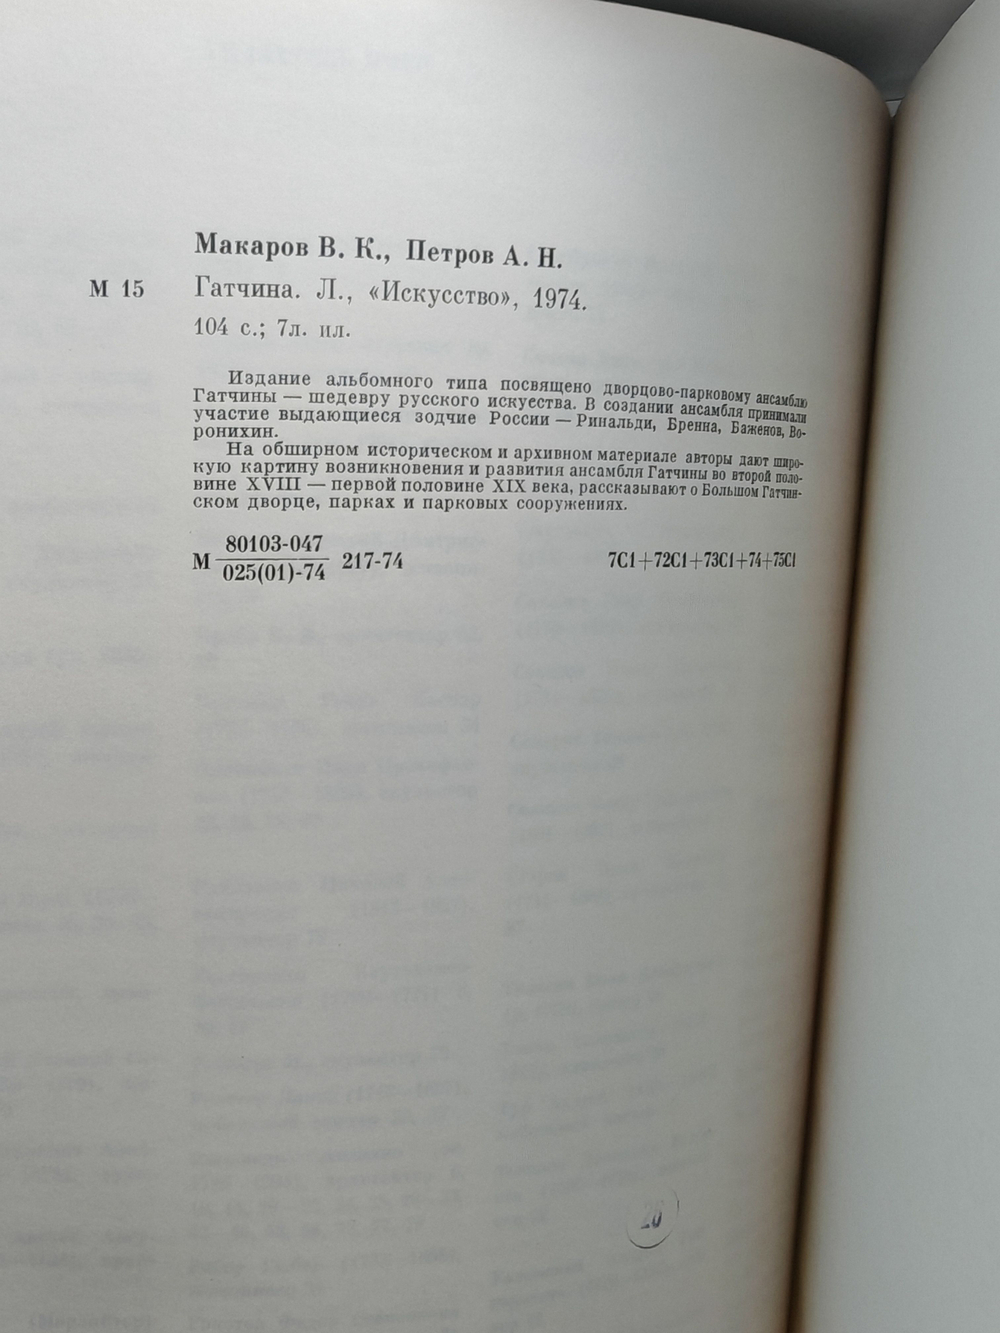 Макаров В. К., Петров А. Н.
М 15 Гатчина. Л., «Искусство», 1974.
104 с.; 7л. ил.
Издание альбомного типа посвящено дворцово-парковому ансамблю
Гатчины — шедевру русского искусства. В создании ансамбля принимали
участие выдающиеся зодчие России — Ринальди, Бренна, Баженов, Во-
ронихин.
На обширном историческом и архивном материале авторы дают широ-
кую картину возникновения и развития ансамбля Гатчины во второй поло-
вине XVIII — первой половине XIX века, рассказывают о Большом Гатчин-
ском дворце, парках и парковых сооружениях.
80103-047
М 217-74 7С1+72С1+73С1+74+75С1
025(01)-74
20